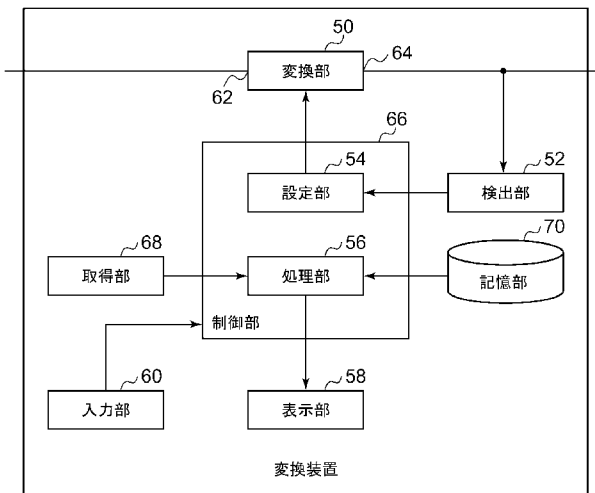 50
変換部
62
64
66
54
設定部
52
検出部
68
取得部
56
処理部
70
記憶部
制御部
60
入力部
58
表示部
変換装置